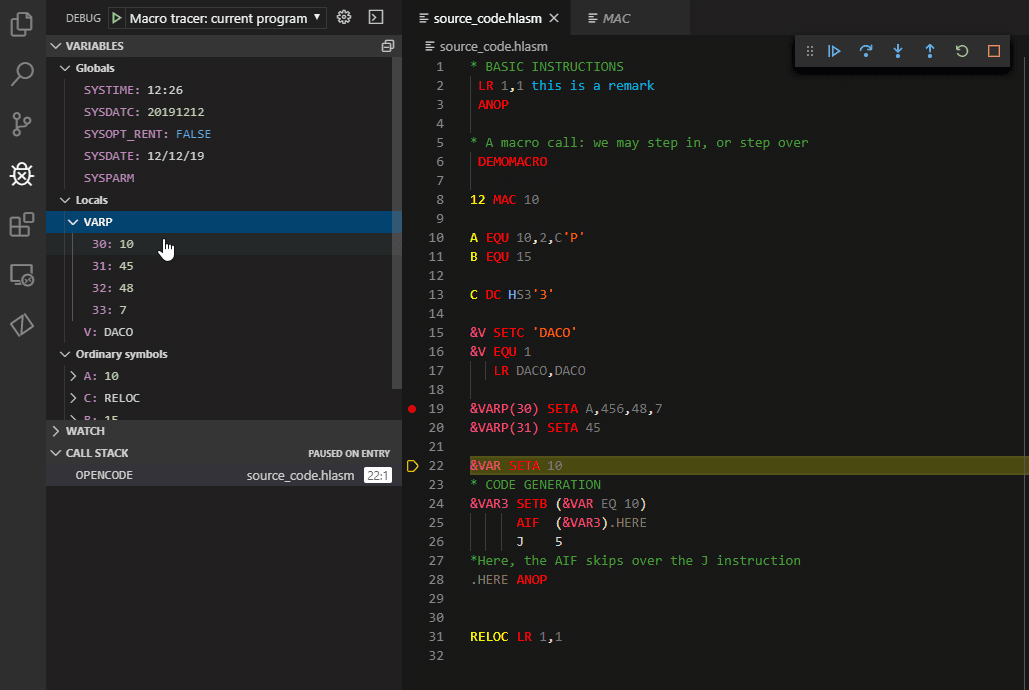 DEBUG Macro tracer: current program
VARIABLES
Globals
SYSTIME: 12:26
SYSDATC: 20191212
SYSOPT_RENT: FALSE
SYSDATE: 12/12/19
SYSPARM
Locals
VARP
30: 10
31: 45
32: 48
33: 7
V: DACO
Ordinary symbols
A: 10
C: RELOC
B: 15
WATCH
CALL STACK PAUSED ON ENTRY
OPENCODE source_code.hlasm 22:1
source_code.hlasm MAC
source_code.hlasm
1 * BASIC INSTRUCTIONS
2 LR 1,1 this is a remark
3 ANOP
4
5 * A macro call: we may step in, or step over
6 DEMOMACRO
7
8 12 MAC 10
9
10 A EQU 10,2,C'P'
11 B EQU 15
12
13 C DC HS3'3'
14
15 &V SETC 'DACO'
16 &V EQU 1
17 LR DACO,DACO
18
19 &VARP(30) SETA A,456,48,7
20 &VARP(31) SETA 45
21
22 &VAR SETA 10
23 * CODE GENERATION
24 &VAR3 SETB (&VAR EQ 10)
25 AIF (&VAR3).HERE
26 J 5
27 *Here, the AIF skips over the J instruction
28 .HERE ANOP
29
30
31 RELOC LR 1,1
32